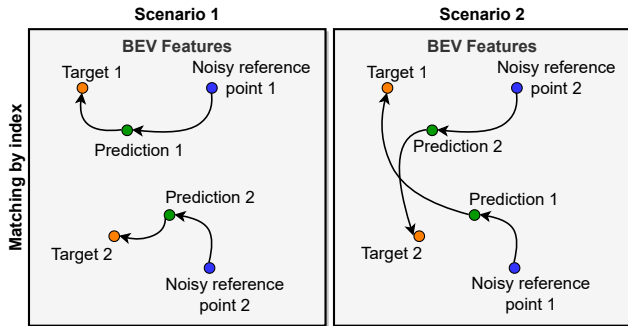 Scenario 1
Scenario 2
Matching by index
BEV Features
Target 1
Noisy reference
point 1
Prediction 1
Prediction 2
Target 2
Noisy reference
point 2
BEV Features
Target 1
Noisy reference
point 2
Prediction 2
Prediction 1
Target 2
Noisy reference
point 1